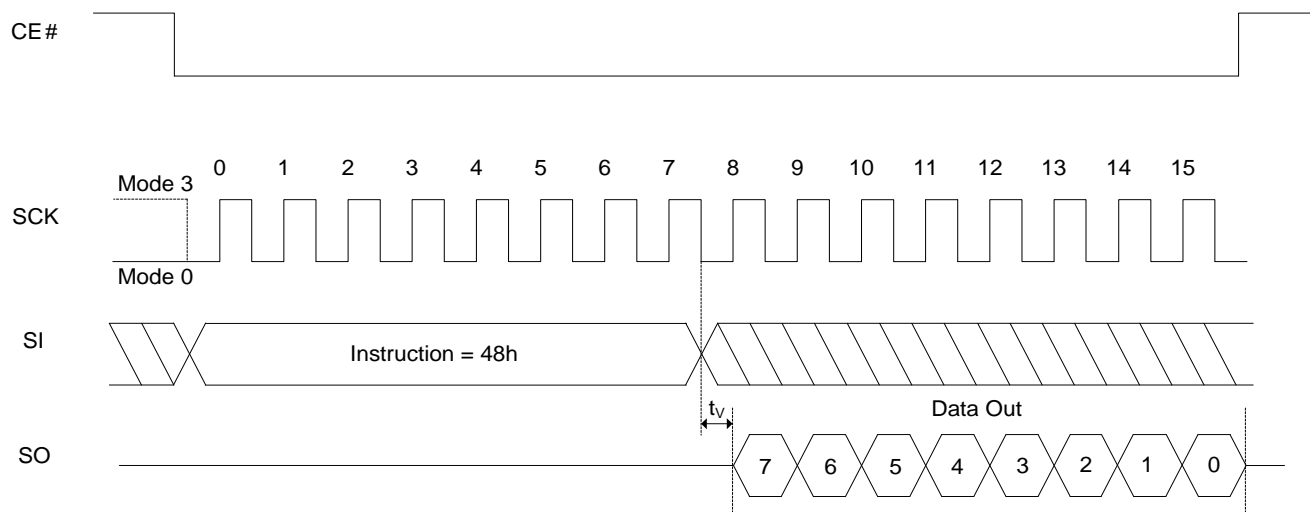 CE#
0 1 2 3 4 5 6 7 8 9 10 11 12 13 14 15
Mode 3
SCK
Mode 0
SI
Instruction = 48h
tV
Data Out
SO
7 6 5 4 3 2 1 0